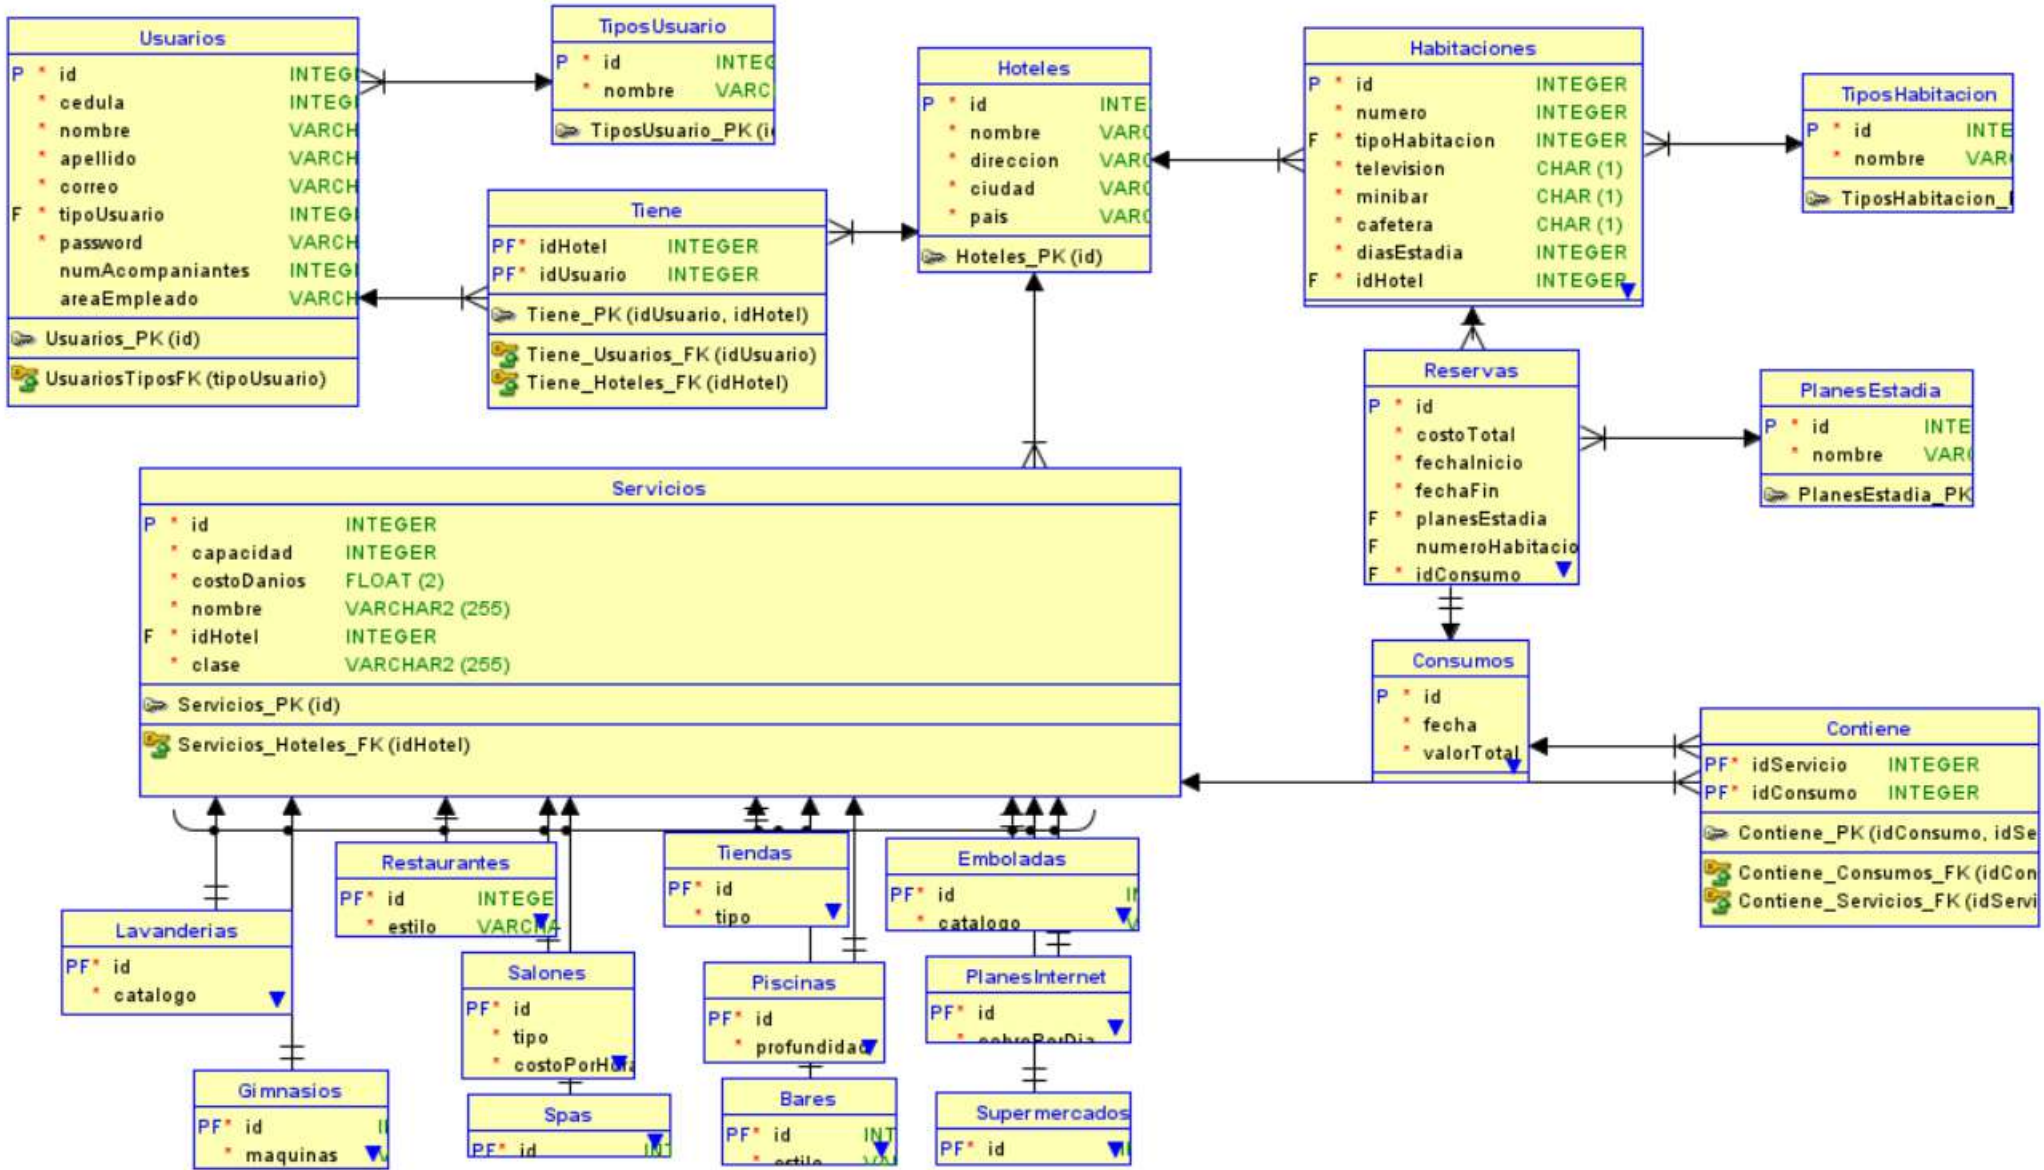 Usuarios
P * id INTEG
* cedula INTEG
* nombre VARCH
* apellido VARCH
* correo VARCH
F * tipoUsuario INTEG
* password VARCH
numAcompaniantes INTEG
areaEmpleado VARCH
Usuarios_PK (id)
UsuariosTiposFK (tipoUsuario)
TiposUsuario
P * id INTEG
* nombre VARC
TiposUsuario_PK (i
Tiene
PF* idHotel INTEGER
PF* idUsuario INTEGER
Tiene_PK (idUsuario, idHotel)
Tiene_Usuarios_FK (idUsuario)
Tiene_Hoteles_FK (idHotel)
Hoteles
P * id INTE
* nombre VARC
* direccion VARC
* ciudad VARC
* pais VARC
Hoteles_PK (id)
Habitaciones
P * id INTEGER
* numero INTEGER
F * tipoHabitacion INTEGER
* television CHAR (1)
* minibar CHAR (1)
* cafetera CHAR (1)
* diasEstadia INTEGER
F * idHotel INTEGER
TiposHabitacion
P * id INTE
* nombre VAR
TiposHabitacion_
Reservas
P * id
* costoTotal
* fechaInicio
* fechaFin
F * planesEstadia
F numeroHabitacio
F * idConsumo
PlanesEstadia
P * id INTE
* nombre VAR
PlanesEstadia_PK
Servicios
P * id INTEGER
* capacidad INTEGER
* costoDanios FLOAT (2)
* nombre VARCHAR2 (255)
F * idHotel INTEGER
* clase VARCHAR2 (255)
Servicios_PK (id)
Servicios_Hoteles_FK (idHotel)
Consumos
P * id
* fecha
* valorTotal
Contiene
PF* idServicio INTEGER
PF* idConsumo INTEGER
Contiene_PK (idConsumo, idSe
Contiene_Consumos_FK (idCon
Contiene_Servicios_FK (idServi
Lavanderias
PF* id
* catalogo
Gimnasios
PF* id
* maquinas
Restaurantes
PF* id INTEGE
* estilo VARCHA
Salones
PF* id
* tipo
* costoPorHora
Spas
PF* id INT
Tiendas
PF* id
* tipo
Piscinas
PF* id
* profundidad
Bares
PF* id INT
* estilo
Emboladas
PF* id
* catalogo
PlanesInternet
PF* id
* cobroPorDia
Supermercados
PF* id